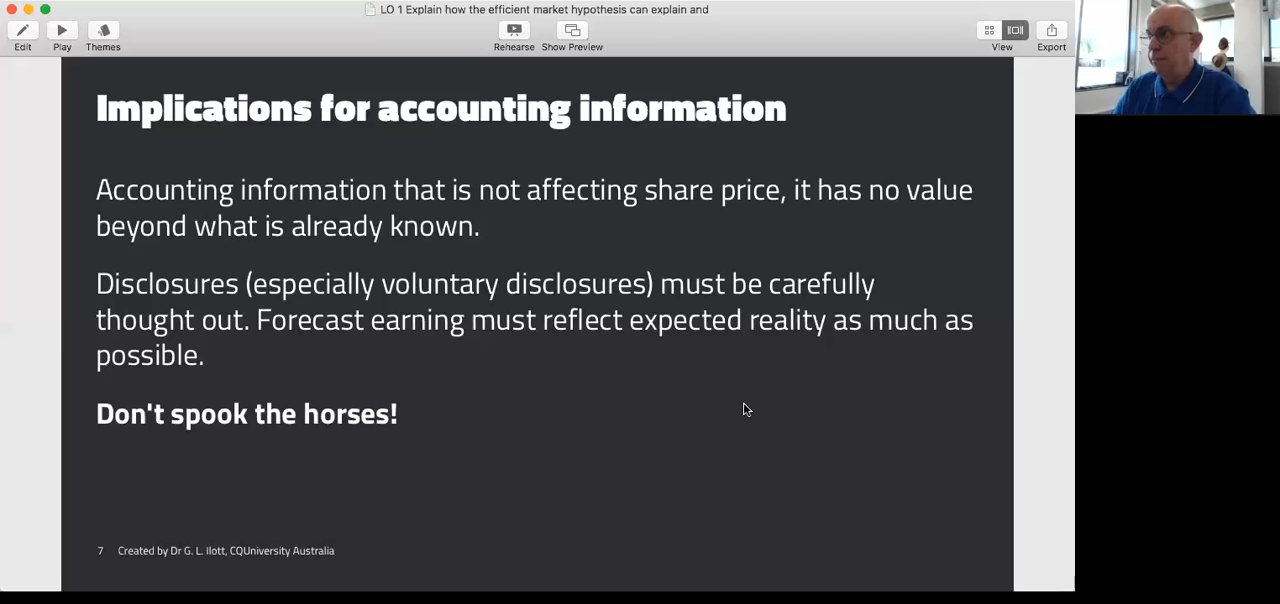 LO 1 Explain how the efficient market hypothesis can explain and
Edit
Play
Themes
Rehearse
Show Preview
View
Export
Implications for accounting information
Accounting information that is not affecting share price, it has no value
beyond what is already known.
Disclosures (especially voluntary disclosures) must be carefully
thought out. Forecast earning must reflect expected reality as much as
possible.
Don't spook the horses!
7 Created by Dr G. L. Ilott, CQUniversity Australia